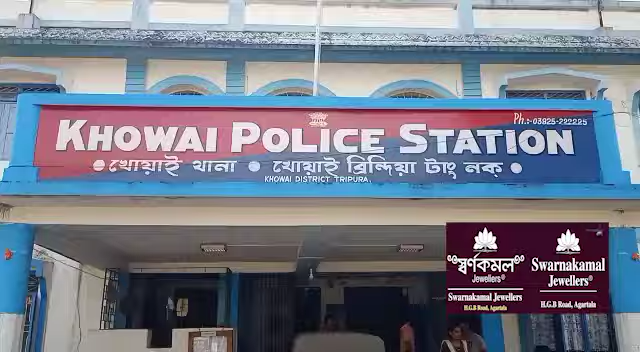 Ph.:-03825-222225
KHOWAI POLICE STATION
খোয়াই থানা • খোয়াই ব্রিন্দিয়া টাং নক্
KHOWAI DISTRICT TRIPURA.
স্বর্ণকমল
Jewellers®
Swarnakamal Jewellers
H.G.B Road, Agartala
Swarnakamal
Jewellers®
H.G.B Road, Agartala